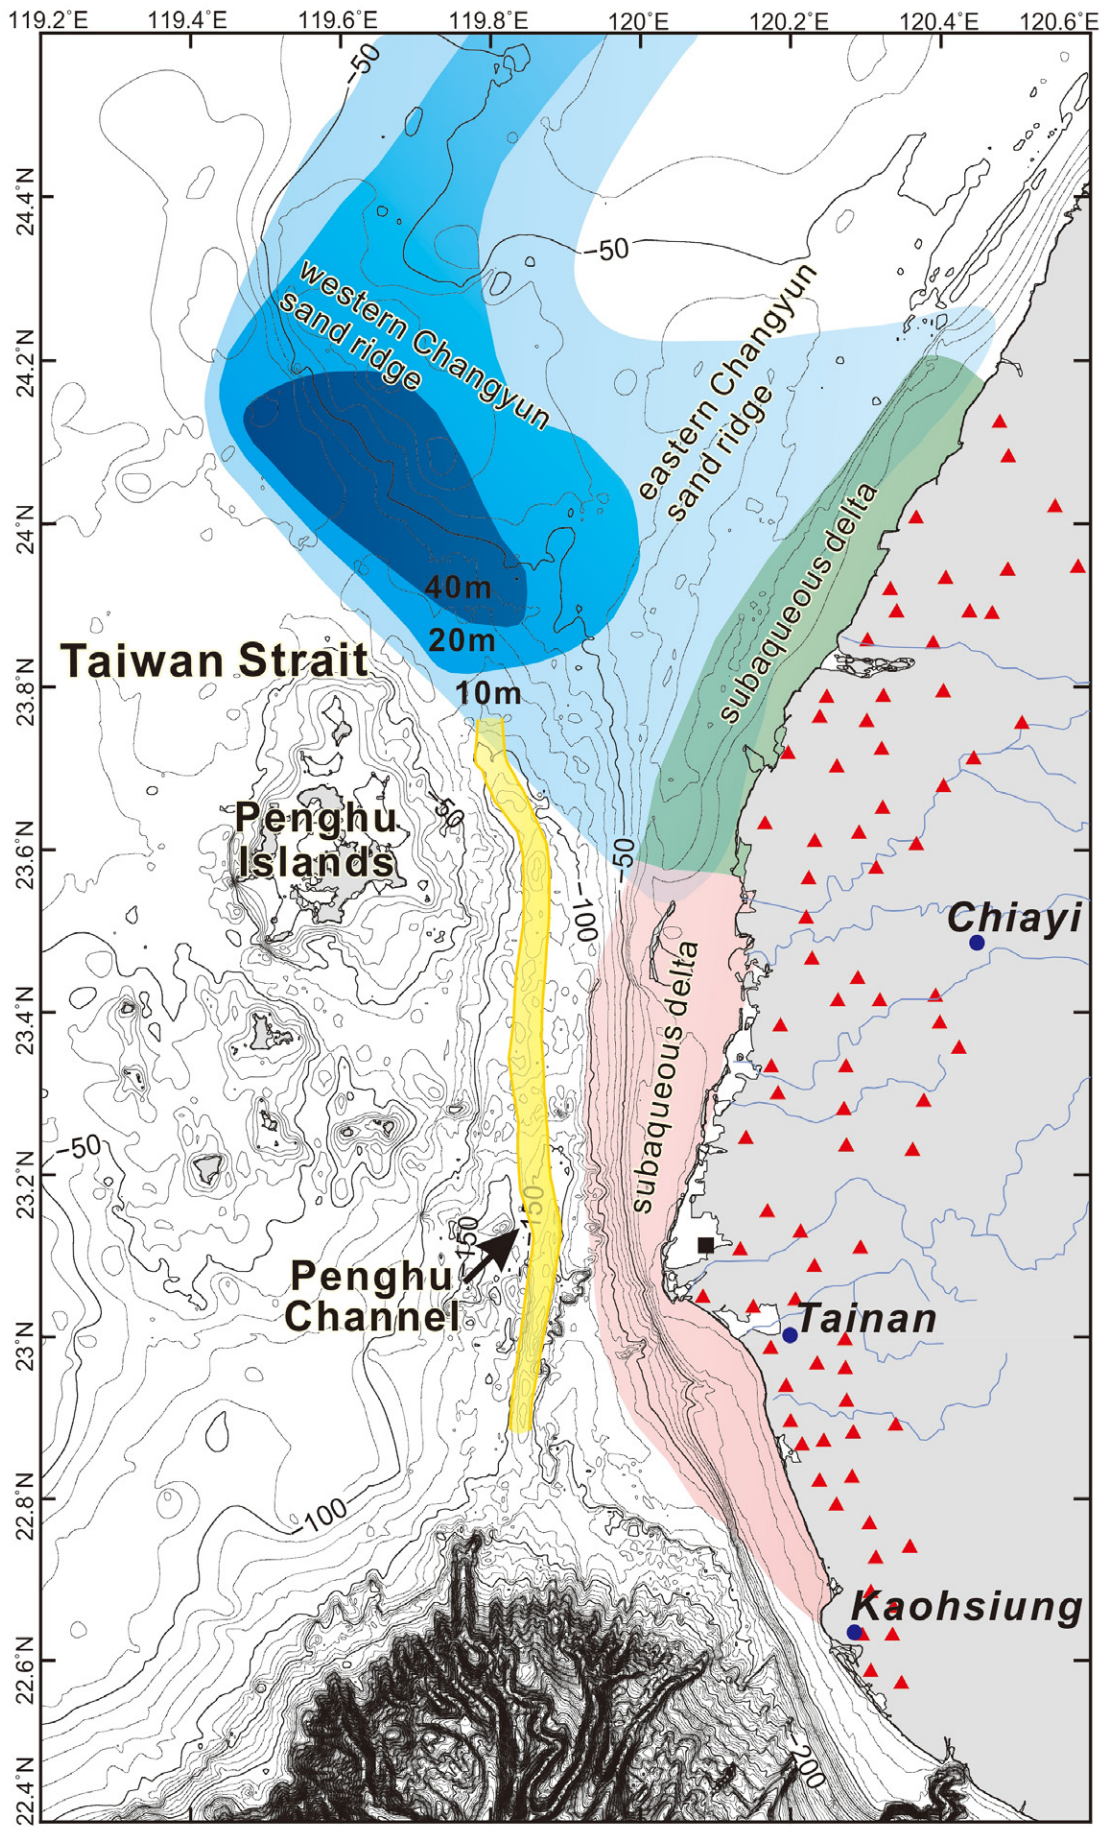 119.2°E
119.4°E
119.6°E
119.8°E
120°E
120.2°E
120.4°E
120.6°E
24.4°N
24.2°N
24°N
23.8°N
23.6°N
23.4°N
23.2°N
23°N
22.8°N
22.6°N
22.4°N
−50
−50
western Changyun
sand ridge
eastern Changyun
sand ridge
subaqueous delta
40m
20m
10m
Taiwan Strait
Penghu
Islands
−50
−50
−100
Chiayi
subaqueous delta
−50
−150
−150
Penghu
Channel
Tainan
−100
Kaohsiung
−200